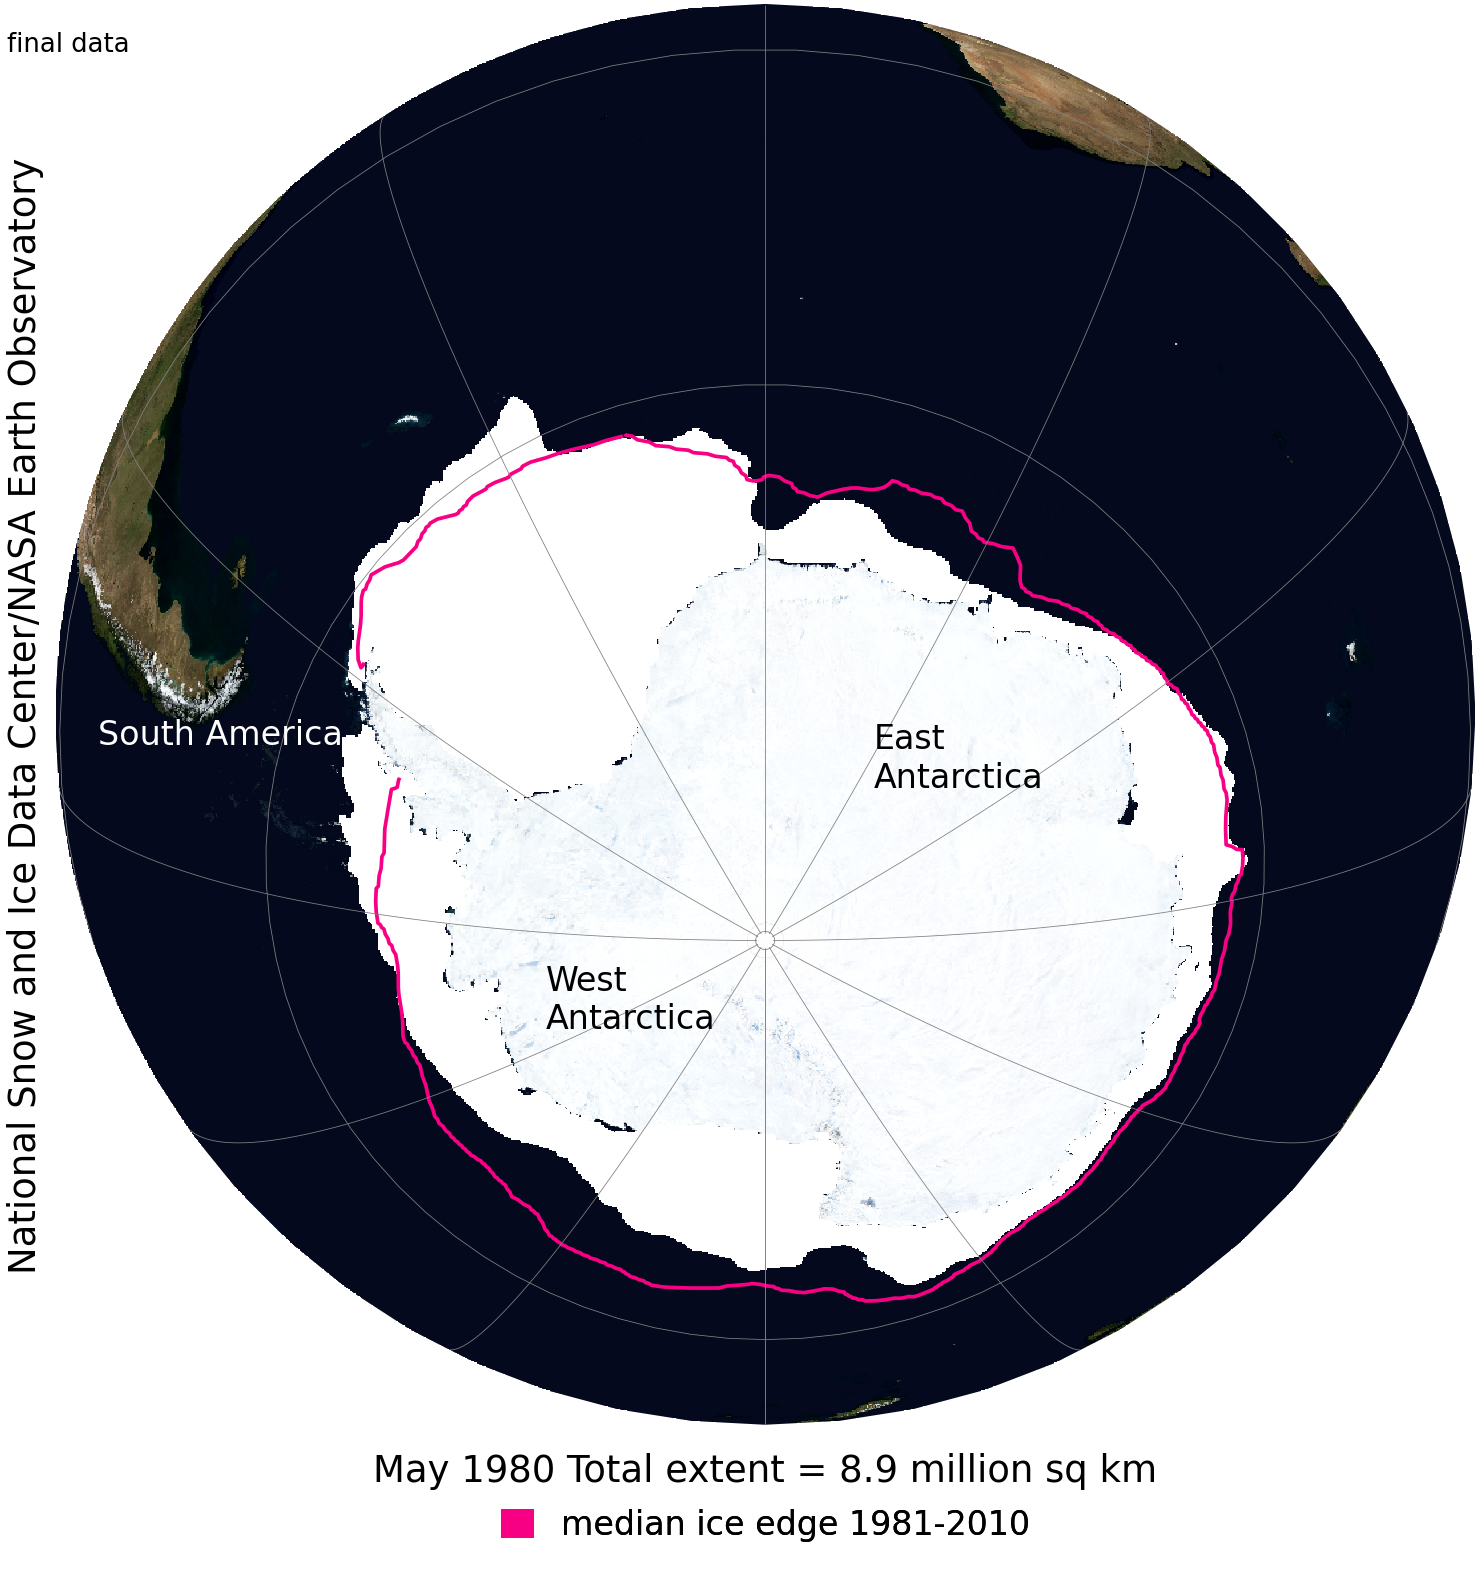 final data
National Snow and Ice Data Center/NASA Earth Observatory
South America
East
Antarctica
West
Antarctica
May 1980 Total extent = 8.9 million sq km
median ice edge 1981-2010